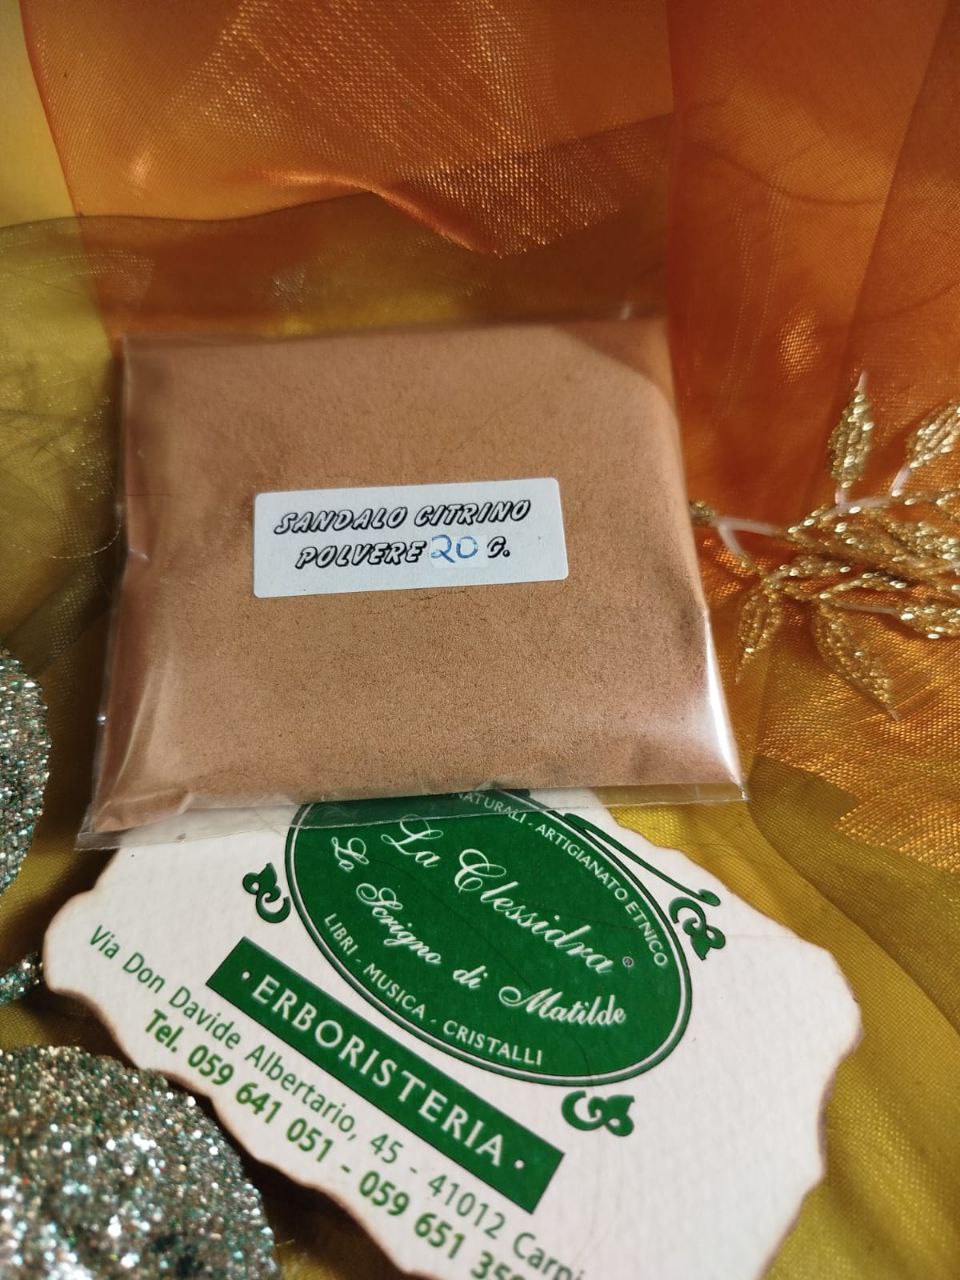 SANDALO CITRINO
POLVERE 20 G.
NATURALI - ARTIGIANATO ETNICO
La Clessidra
Lo Scrigno di Matilde
LIBRI - MUSICA - CRISTALLI
· ERBORISTERIA ·
Via Don Davide Albertario, 45 - 41012 Carpi
Tel. 059 641 051 - 059 651